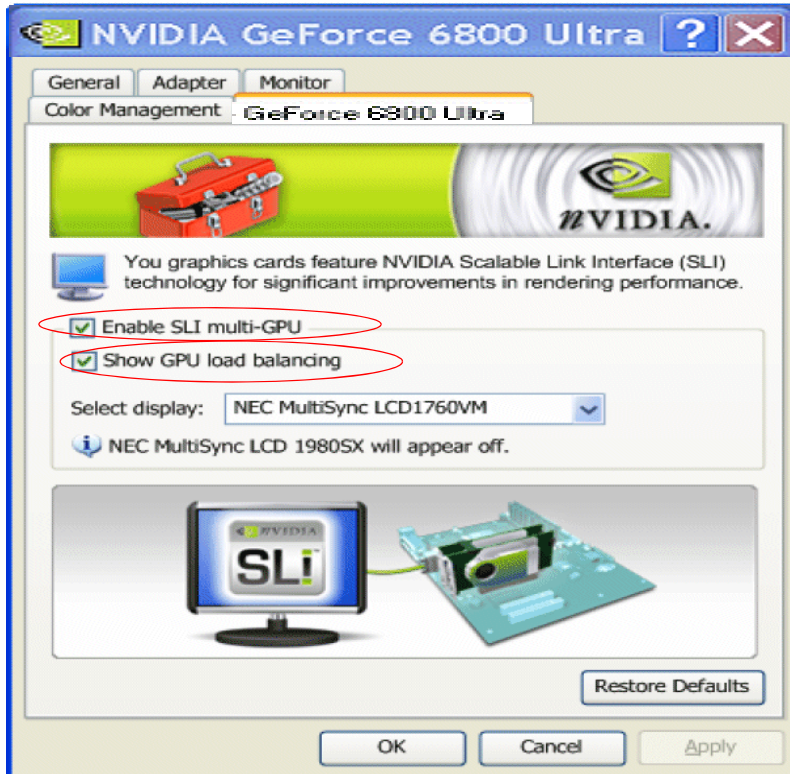 NVIDIA GeForce 6800 Ultra
General Adapter Monitor
Color Management GeForce 6800 Ultra
nVIDIA.
You graphics cards feature NVIDIA Scalable Link Interface (SLI)
technology for significant improvements in rendering performance.
Enable SLI multi-GPU
Show GPU load balancing
Select display: NEC MultiSync LCD1760VM
NEC MultiSync LCD 1980SX will appear off.
nVIDIA
SLI
Restore Defaults
OK Cancel Apply